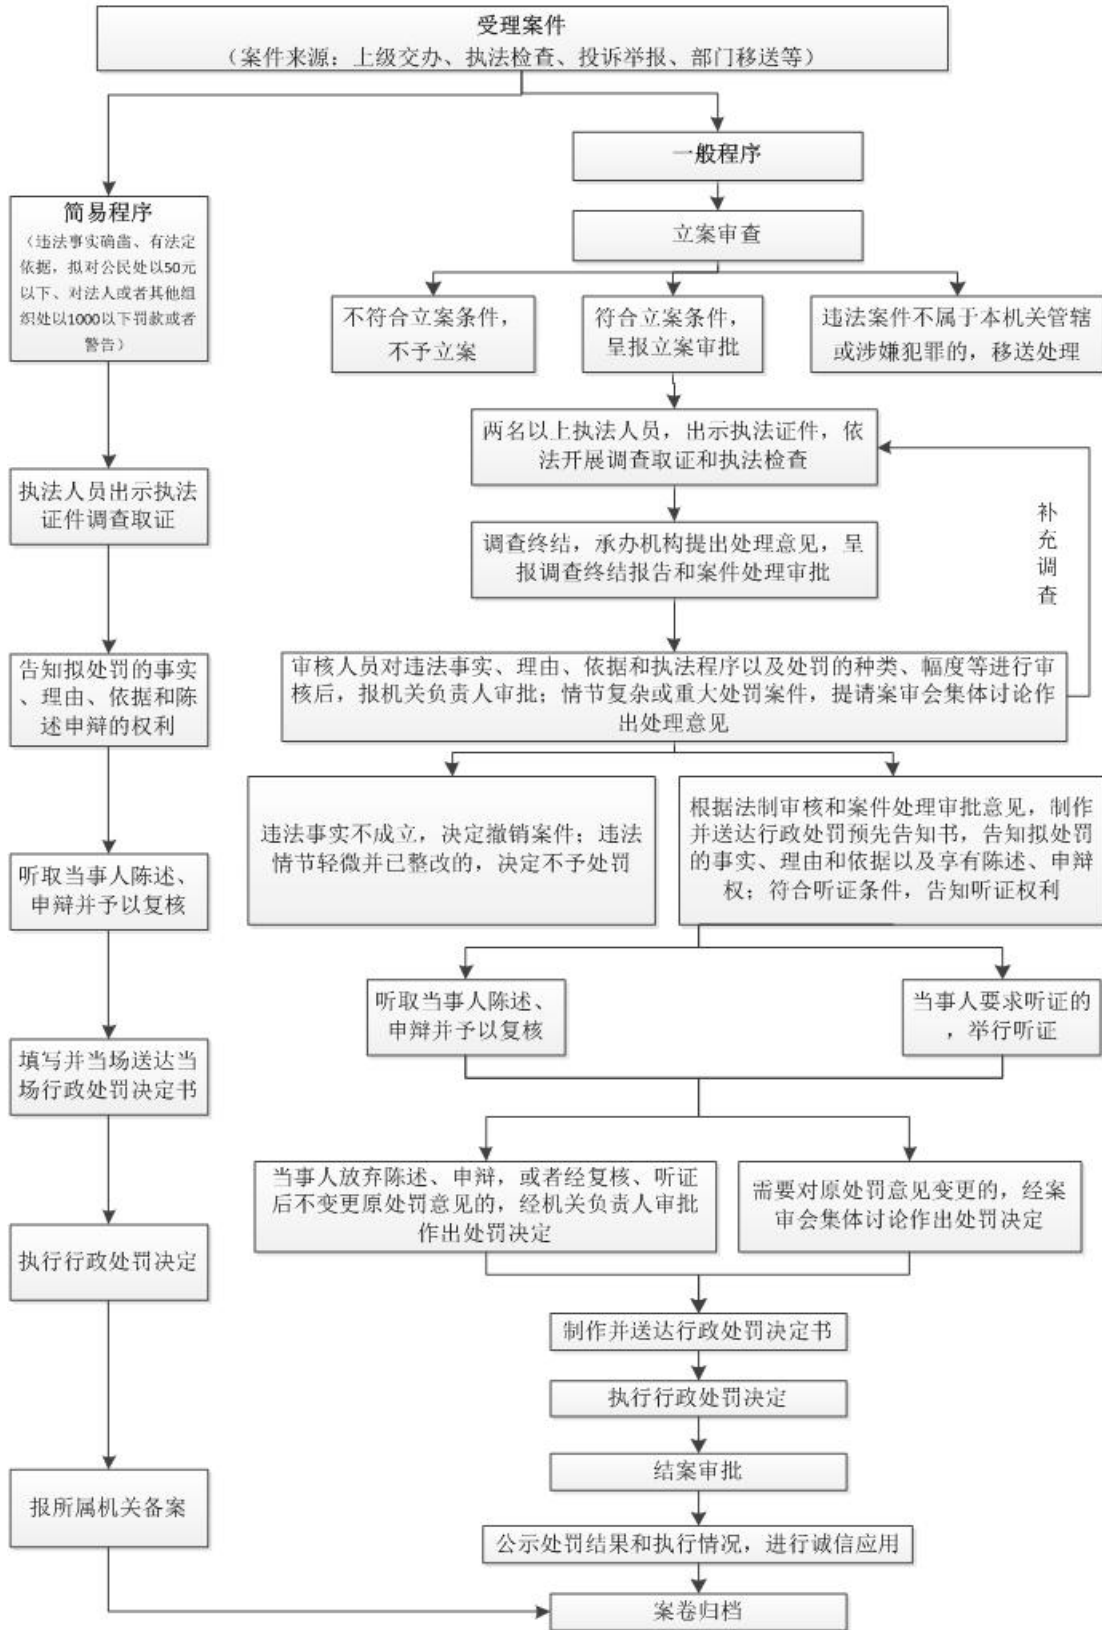 受理案件
（案件来源：上级交办、执法检查、投诉举报、部门移送等）
一般程序
简易程序
（违法事实确凿、有法定
依据，拟对公民处以50元
以下、对法人或者其他组
织处以1000以下罚款或者
警告）
立案审查
不符合立案条件，
不予立案
符合立案条件，
呈报立案审批
违法案件不属于本机关管辖
或涉嫌犯罪的，移送处理
两名以上执法人员，出示执法证件，依
法开展调查取证和执法检查
执法人员出示执法
证件调查取证
补
充
调
查
调查终结，承办机构提出处理意见，呈
报调查终结报告和案件处理审批
告知拟处罚的事实
、理由、依据和陈
述申辩的权利
审核人员对违法事实、理由、依据和执法程序以及处罚的种类、幅度等进行审
核后，报机关负责人审批；情节复杂或重大处罚案件，提请案审会集体讨论作
出处理意见
违法事实不成立，决定撤销案件；违法
情节轻微并已整改的，决定不予处罚
根据法制审核和案件处理审批意见，制作
并送达行政处罚预先告知书，告知拟处罚
的事实、理由和依据以及享有陈述、申辩
权；符合听证条件，告知听证权利
听取当事人陈述、
申辩并予以复核
听取当事人陈述、
申辩并予以复核
当事人要求听证的
，举行听证
填写并当场送达当
场行政处罚决定书
当事人放弃陈述、申辩，或者经复核、听证
后不变更原处罚意见的，经机关负责人审批
作出处罚决定
需要对原处罚意见变更的，经案
审会集体讨论作出处罚决定
执行行政处罚决定
制作并送达行政处罚决定书
执行行政处罚决定
结案审批
报所属机关备案
公示处罚结果和执行情况，进行诚信应用
案卷归档